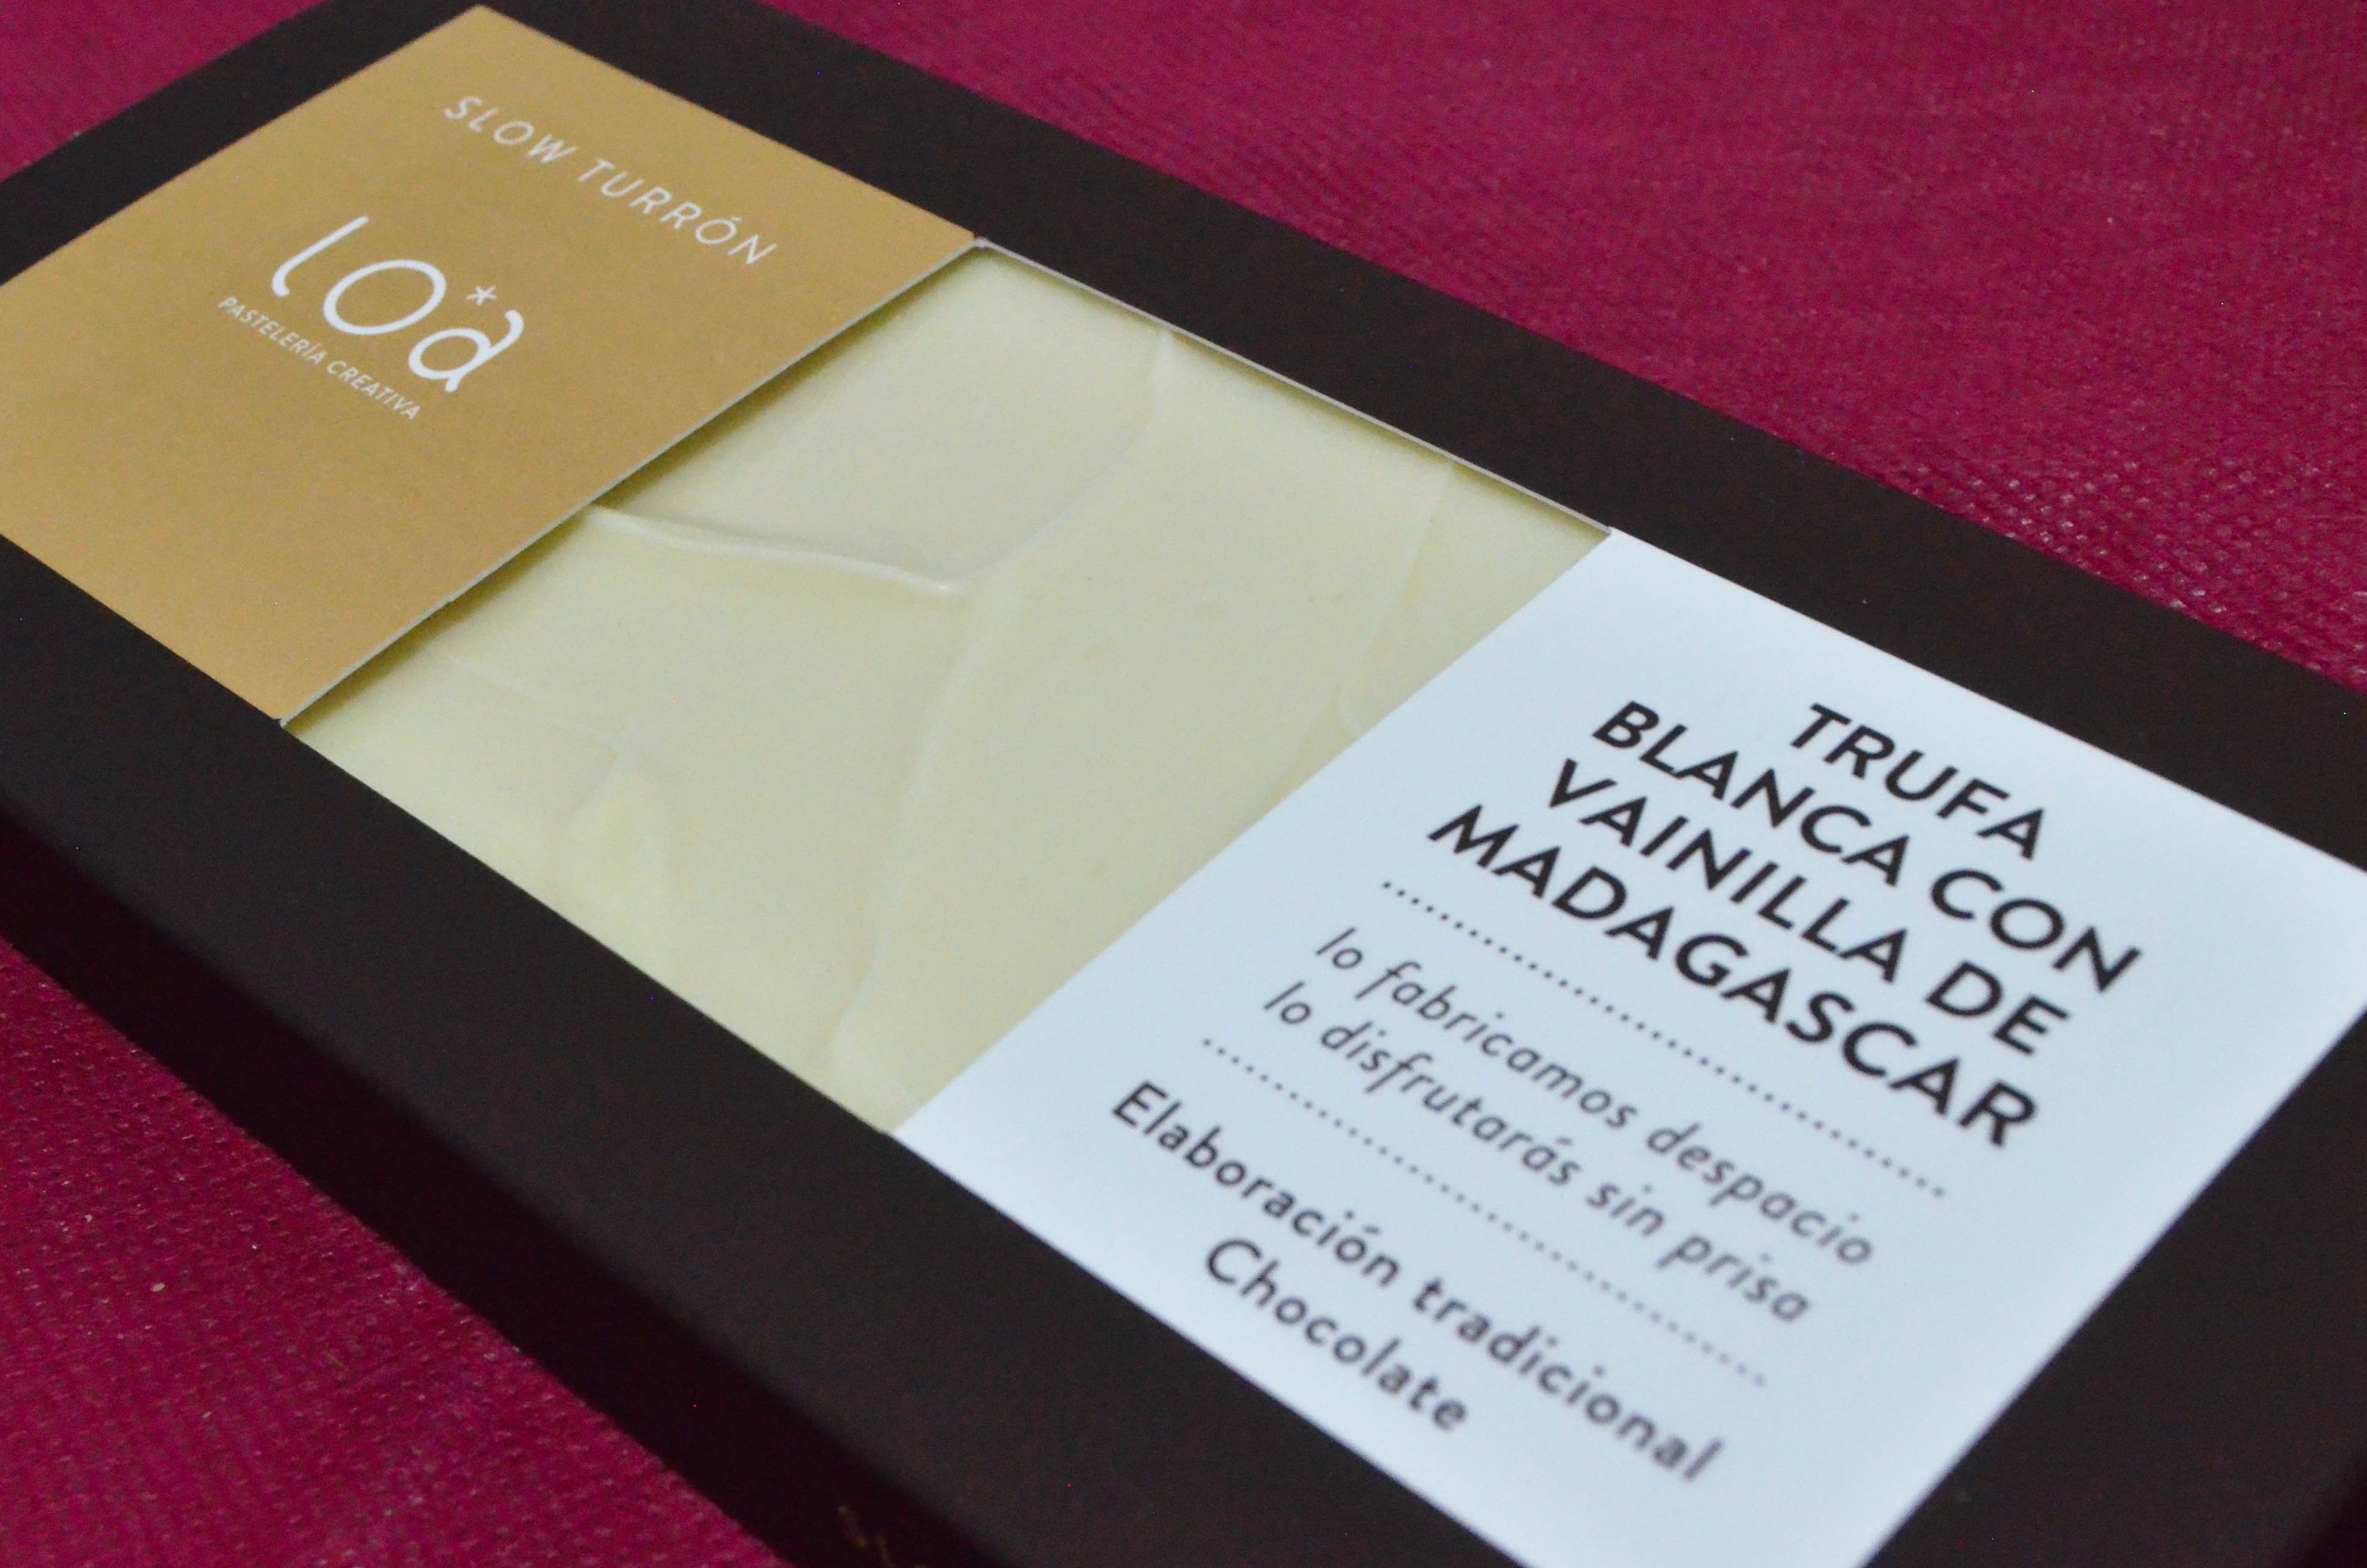 SLOW TURRÓN
loa
PASTELERÍA CREATIVA
TRUFA
BLANCA CON
VAINILLA DE
MADAGASCAR
lo fabricamos despacio
lo disfrutarás sin prisa
Elaboración tradicional
Chocolate